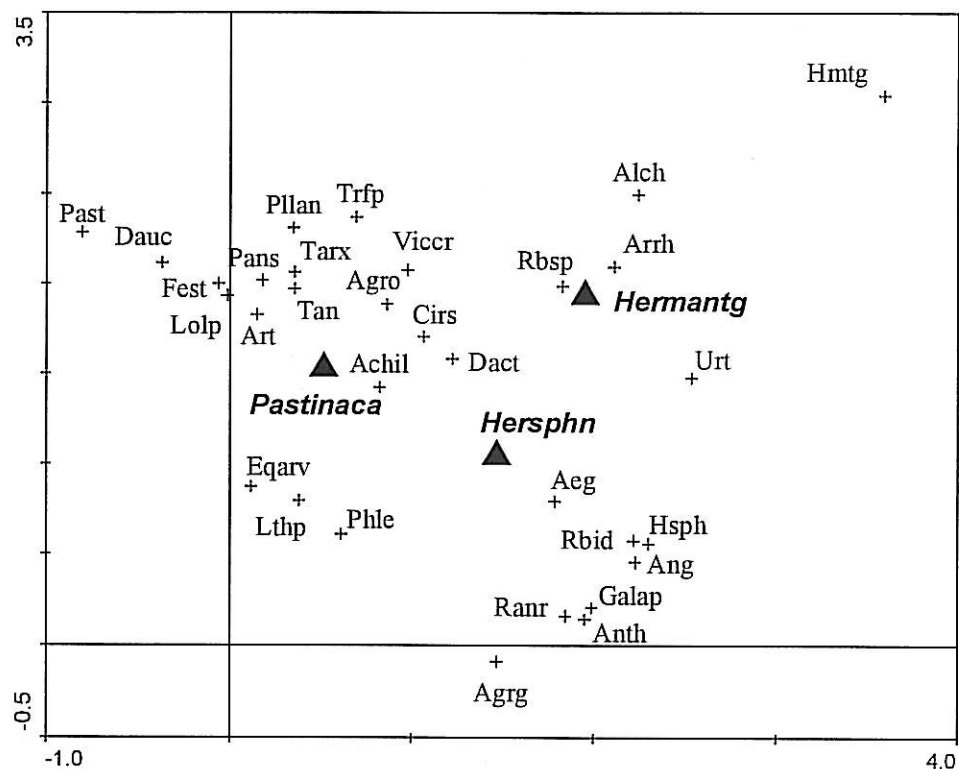 3.5
Hmtg
Alch
Trfp
Pllan
Past
Dauc
Viccr
Tarx
Arrh
Pans
Rbsp
Agro
Fest
Hermantg
Tan
Cirs
Lolp
Art
Achil
Dact
Urt
Pastinaca
Hersphn
Eqarv
Aeg
Lthp
Phle
Hsph
Rbid
Ang
Galap
Ranr
Anth
Agrg
-0.5
-1.0
4.0